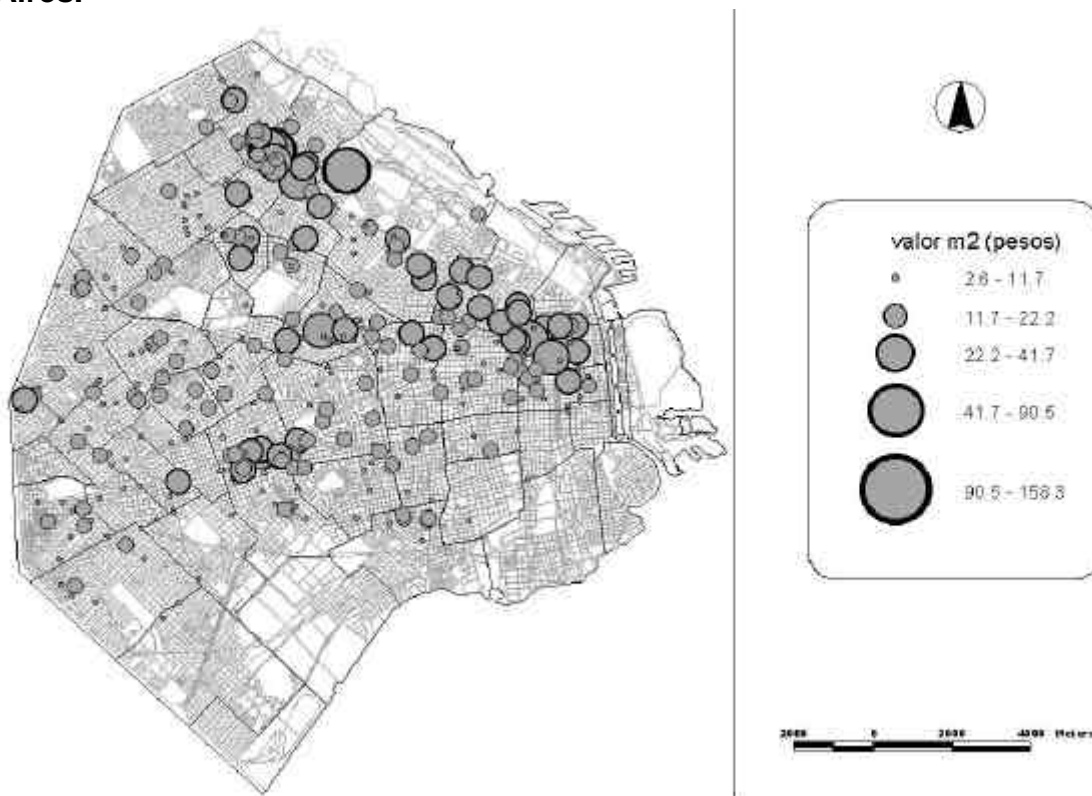 valor m2 (pesos)
2.6 - 11.7
11.7 - 22.2
22.2 - 41.7
41.7 - 90.5
90.5 - 158.3
2000 0 2000 4000 Meters